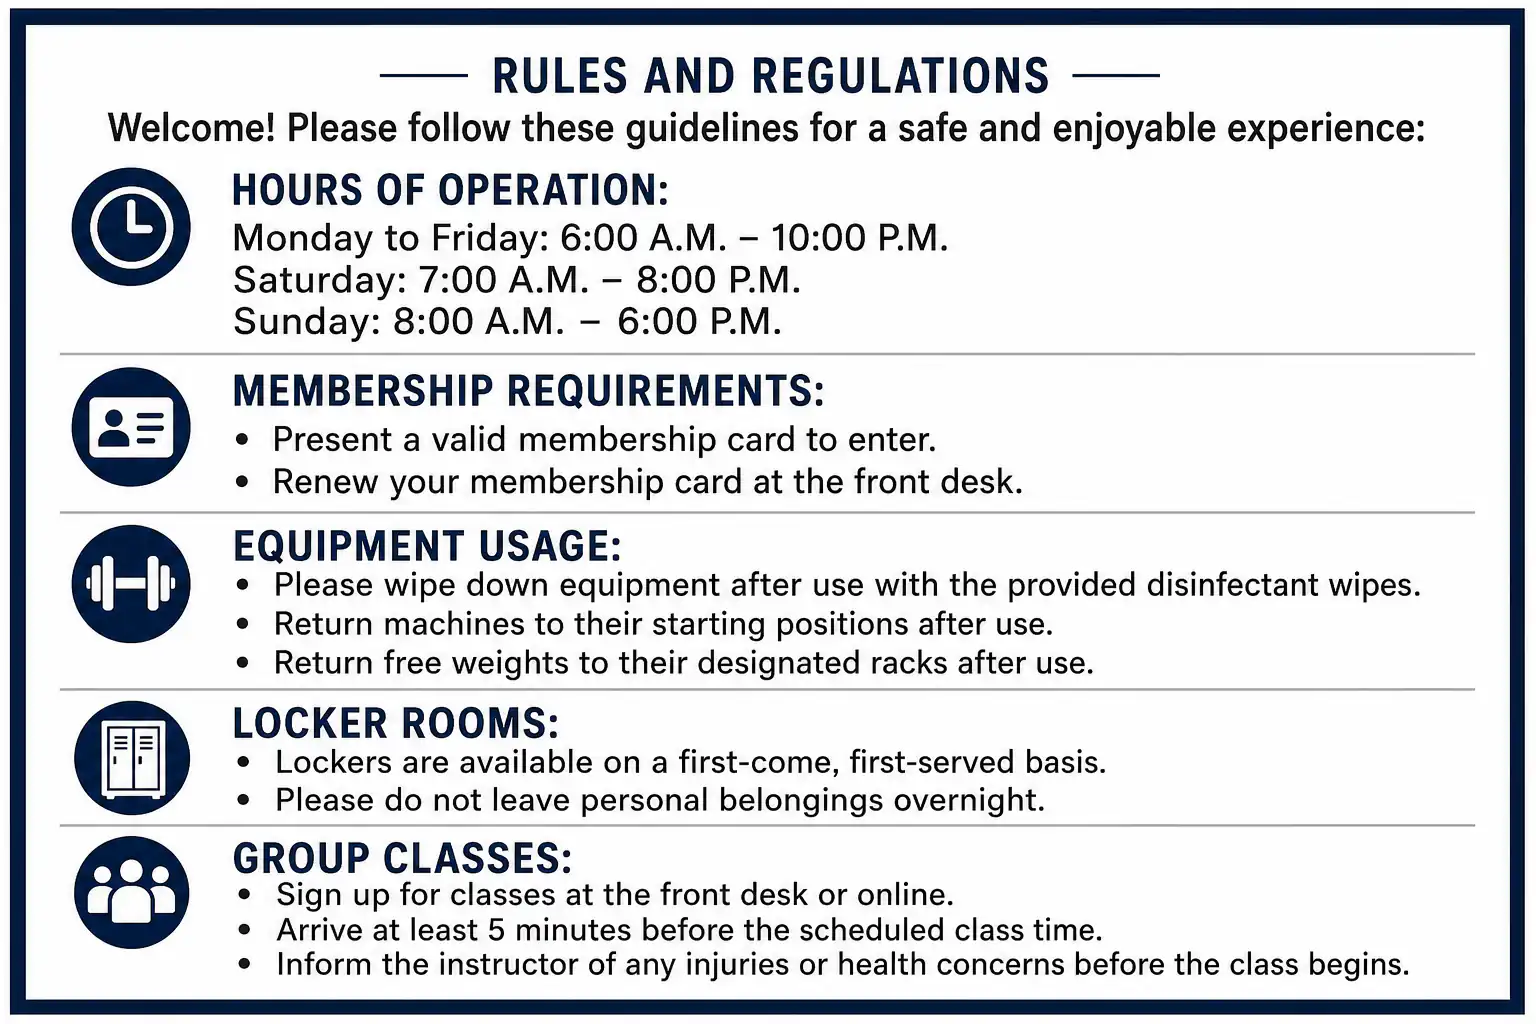 RULES AND REGULATIONS
Welcome! Please follow these guidelines for a safe and enjoyable experience:
HOURS OF OPERATION:
Monday to Friday: 6:00 A.M. – 10:00 P.M.
Saturday: 7:00 A.M. – 8:00 P.M.
Sunday: 8:00 A.M. – 6:00 P.M.
MEMBERSHIP REQUIREMENTS:
• Present a valid membership card to enter.
• Renew your membership card at the front desk.
EQUIPMENT USAGE:
• Please wipe down equipment after use with the provided disinfectant wipes.
• Return machines to their starting positions after use.
• Return free weights to their designated racks after use.
LOCKER ROOMS:
• Lockers are available on a first-come, first-served basis.
• Please do not leave personal belongings overnight.
GROUP CLASSES:
• Sign up for classes at the front desk or online.
• Arrive at least 5 minutes before the scheduled class time.
• Inform the instructor of any injuries or health concerns before the class begins.